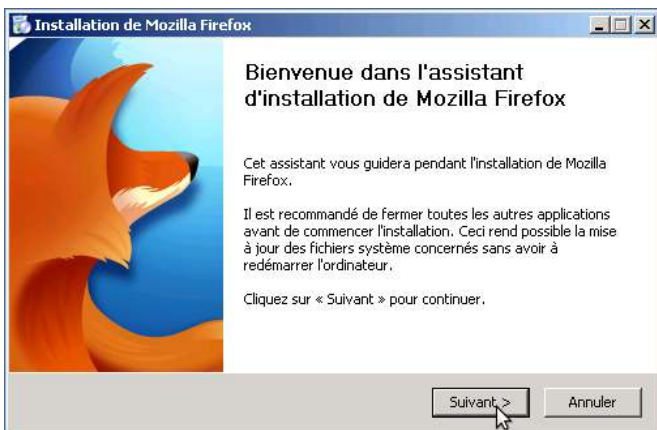 Installation de Mozilla Firefox
Bienvenue dans l'assistant
d'installation de Mozilla Firefox
Cet assistant vous guidera pendant l'installation de Mozilla
Firefox.
Il est recommandé de fermer toutes les autres applications
avant de commencer l'installation. Ceci rend possible la mise
à jour des fichiers système concernés sans avoir à
redémarrer l'ordinateur.
Cliquez sur « Suivant » pour continuer.
Suivant >
Annuler